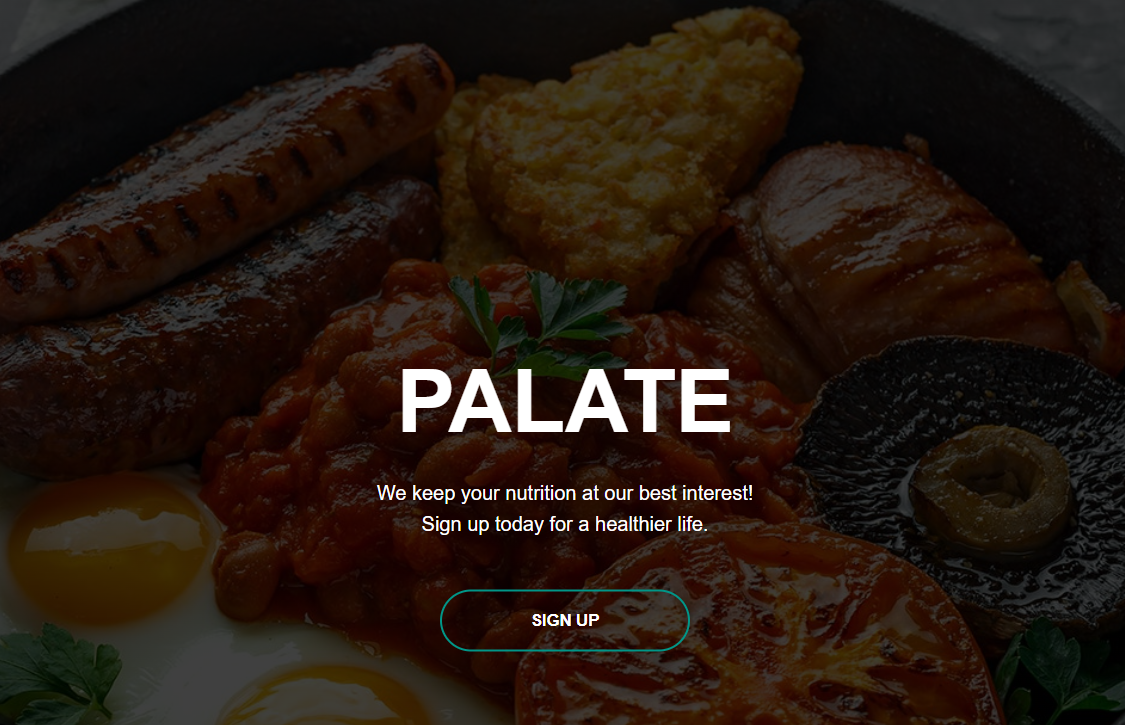 PALATE
We keep your nutrition at our best interest!
Sign up today for a healthier life.
SIGN UP